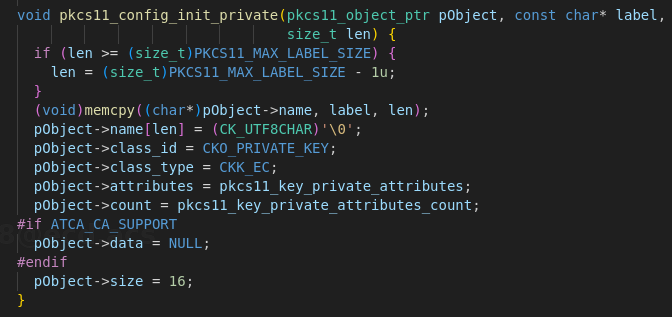 void pkcs11_config_init_private(pkcs11_object_ptr pObject, const char* label,
                                size_t len) {
  if (len >= (size_t)PKCS11_MAX_LABEL_SIZE) {
    len = (size_t)PKCS11_MAX_LABEL_SIZE - 1u;
  }
  (void)memcpy((char*)pObject->name, label, len);
  pObject->name[len] = (CK_UTF8CHAR)'\0';
  pObject->class_id = CKO_PRIVATE_KEY;
  pObject->class_type = CKK_EC;
  pObject->attributes = pkcs11_key_private_attributes;
  pObject->count = pkcs11_key_private_attributes_count;
#if ATCA_CA_SUPPORT
  pObject->data = NULL;
#endif
  pObject->size = 16;
}